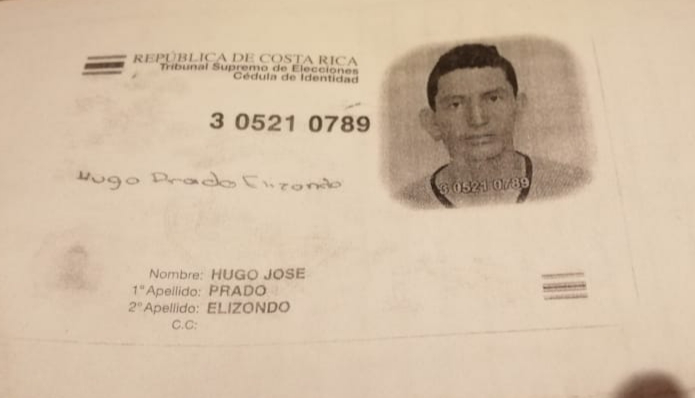 REPÚBLICA DE COSTA RICA
Tribunal Supremo de Elecciones
Cédula de Identidad
3 0521 0789
Hugo Prado Elizondo
3 0521 0789
Nombre: HUGO JOSE
1°Apellido: PRADO
2°Apellido: ELIZONDO
C.C: